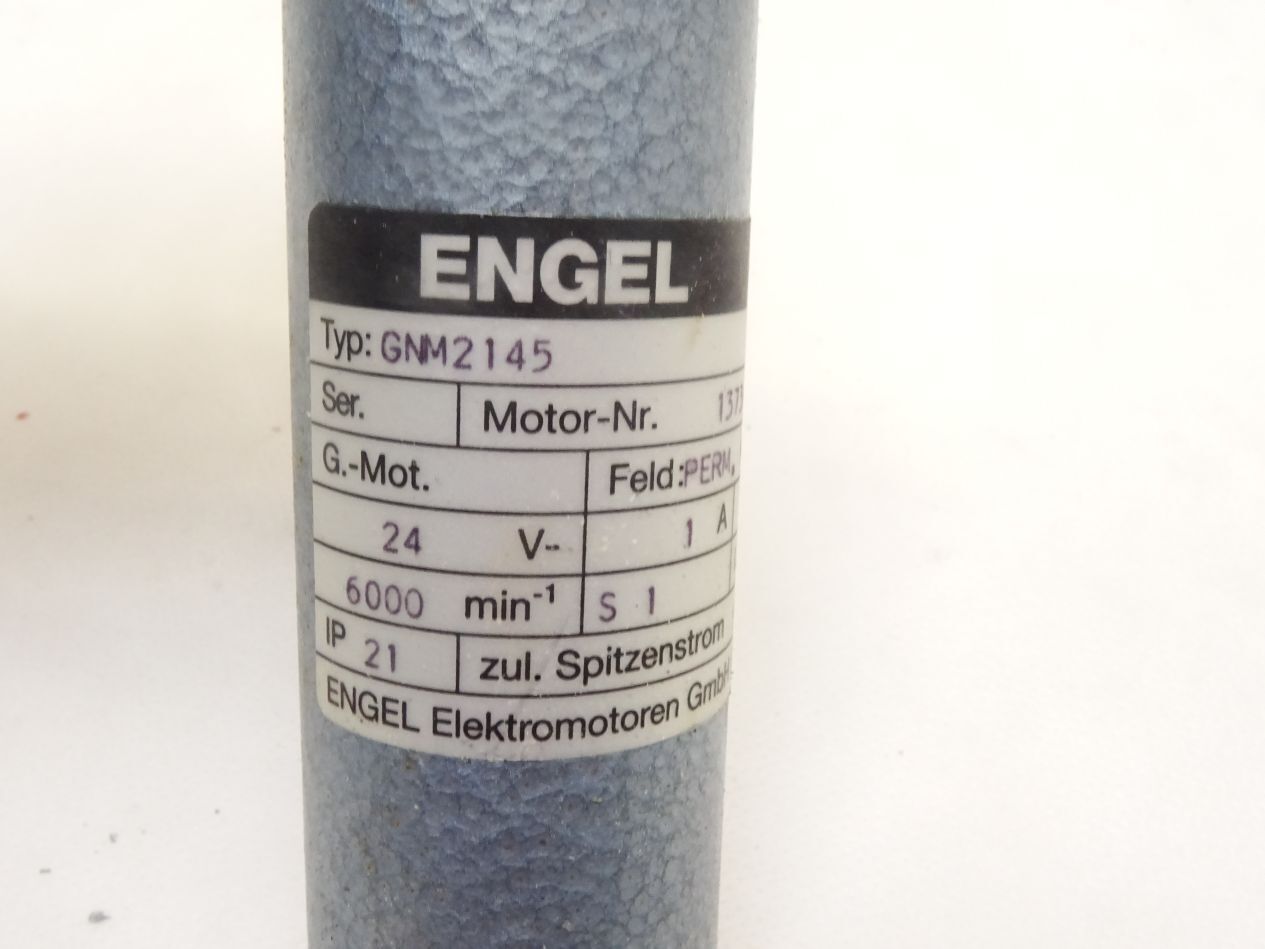 ENGEL
Typ: GNM2145
Ser. Motor-Nr.
G.-Mot. Feld: PERM.
24 V-- 1 A
6000 min⁻¹ S 1
IP 21 zul. Spitzenstrom
ENGEL Elektromotoren GmbH